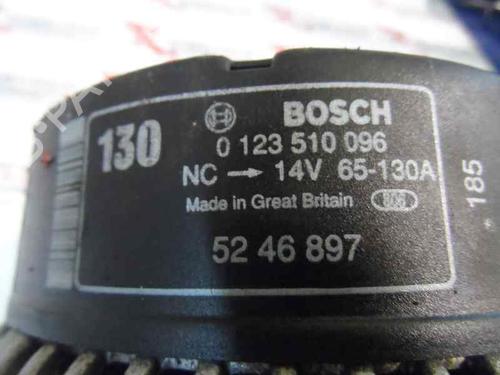 130
BOSCH
0 123 510 096
NC → 14V 65-130A
Made in Great Britain
52 46 897
185